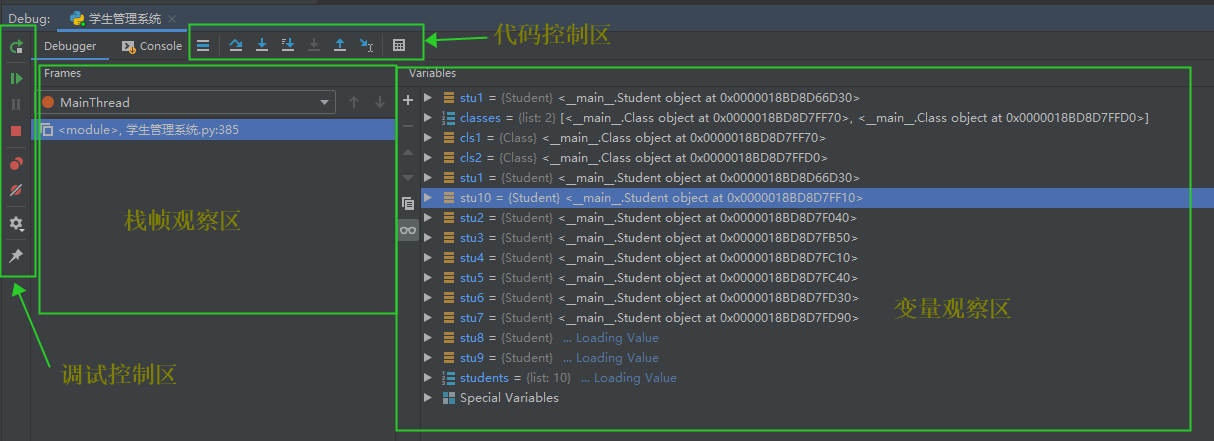 Debug: 学生管理系统
Debugger Console 代码控制区
Frames
Variables
MainThread
<module>, 学生管理系统.py:385
stu1 = {Student} <__main__.Student object at 0x0000018BD8D66D30>
classes = {list: 2} [<__main__.Class object at 0x0000018BD8D7FF70>, <__main__.Class object at 0x0000018BD8D7FFD0>]
cls1 = {Class} <__main__.Class object at 0x0000018BD8D7FF70>
cls2 = {Class} <__main__.Class object at 0x0000018BD8D7FFD0>
stu1 = {Student} <__main__.Student object at 0x0000018BD8D66D30>
stu10 = {Student} <__main__.Student object at 0x0000018BD8D7FF10>
stu2 = {Student} <__main__.Student object at 0x0000018BD8D7F040>
stu3 = {Student} <__main__.Student object at 0x0000018BD8D7FB50>
stu4 = {Student} <__main__.Student object at 0x0000018BD8D7FC10>
stu5 = {Student} <__main__.Student object at 0x0000018BD8D7FC40>
stu6 = {Student} <__main__.Student object at 0x0000018BD8D7FD30>
stu7 = {Student} <__main__.Student object at 0x0000018BD8D7FD90>
stu8 = {Student} ... Loading Value
stu9 = {Student} ... Loading Value
students = {list: 10} ... Loading Value
Special Variables
栈帧观察区
变量观察区
调试控制区